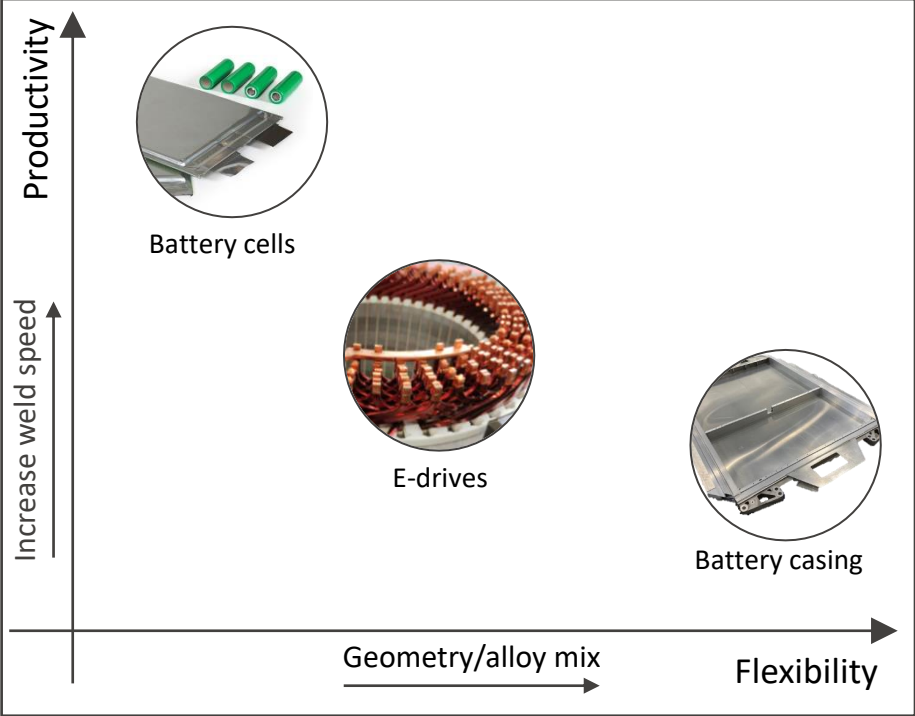 Productivity
Battery cells
Increase weld speed
E-drives
Battery casing
Geometry/alloy mix
Flexibility